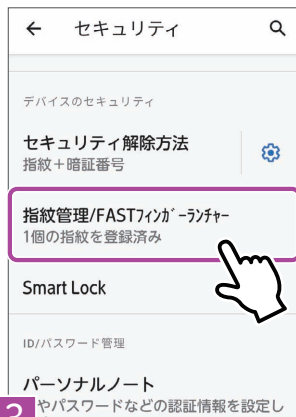 ← セキュリティ
デバイスのセキュリティ
セキュリティ解除方法
指紋＋暗証番号
指紋管理/FASTﾌｨﾝｶﾞｰﾗﾝﾁｬｰ
1個の指紋を登録済み
Smart Lock
ID/パスワード管理
パーソナルノート
やパスワードなどの認証情報を設定し